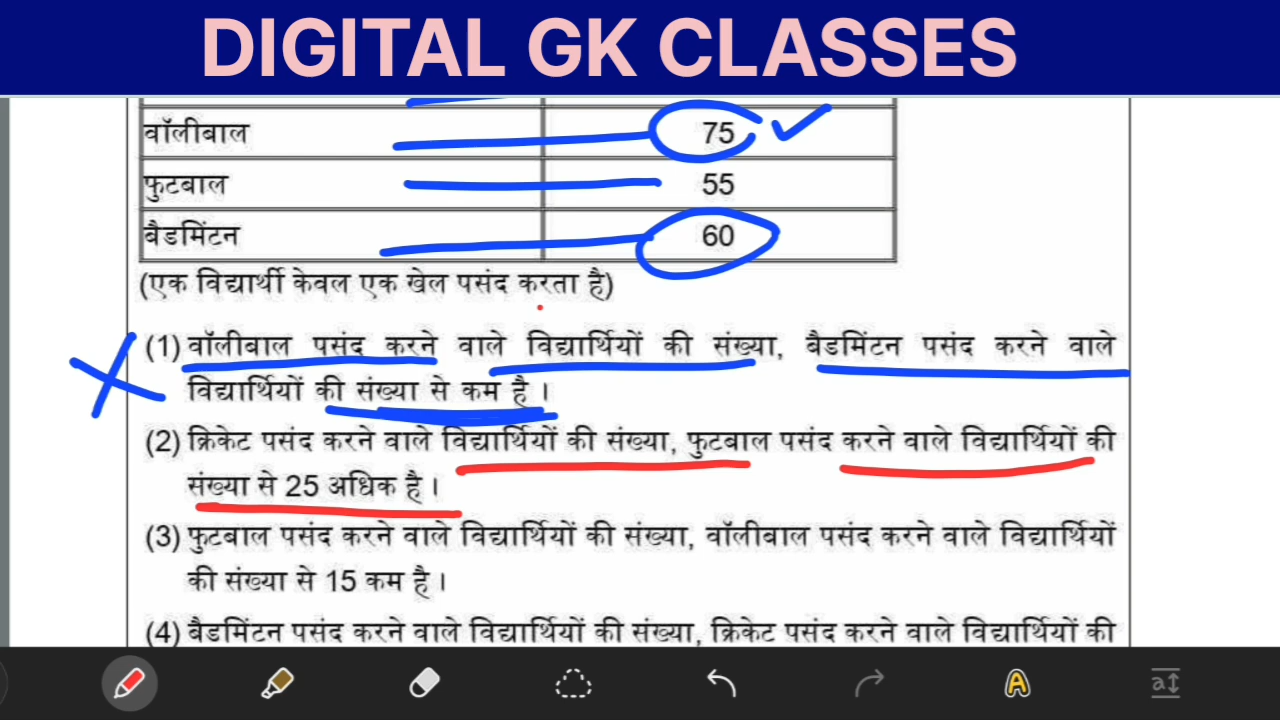 DIGITAL GK CLASSES
वॉलीबाल 75
फुटबाल 55
बैडमिंटन 60
(एक विद्यार्थी केवल एक खेल पसंद करता है)
(1) वॉलीबाल पसंद करने वाले विद्यार्थियों की संख्या, बैडमिंटन पसंद करने वाले
विद्यार्थियों की संख्या से कम है ।
(2) क्रिकेट पसंद करने वाले विद्यार्थियों की संख्या, फुटबाल पसंद करने वाले विद्यार्थियों की
संख्या से 25 अधिक है ।
(3) फुटबाल पसंद करने वाले विद्यार्थियों की संख्या, वॉलीबाल पसंद करने वाले विद्यार्थियों
की संख्या से 15 कम है ।
(4) बैडमिंटन पसंद करने वाले विद्यार्थियों की संख्या, क्रिकेट पसंद करने वाले विद्यार्थियों की
A a